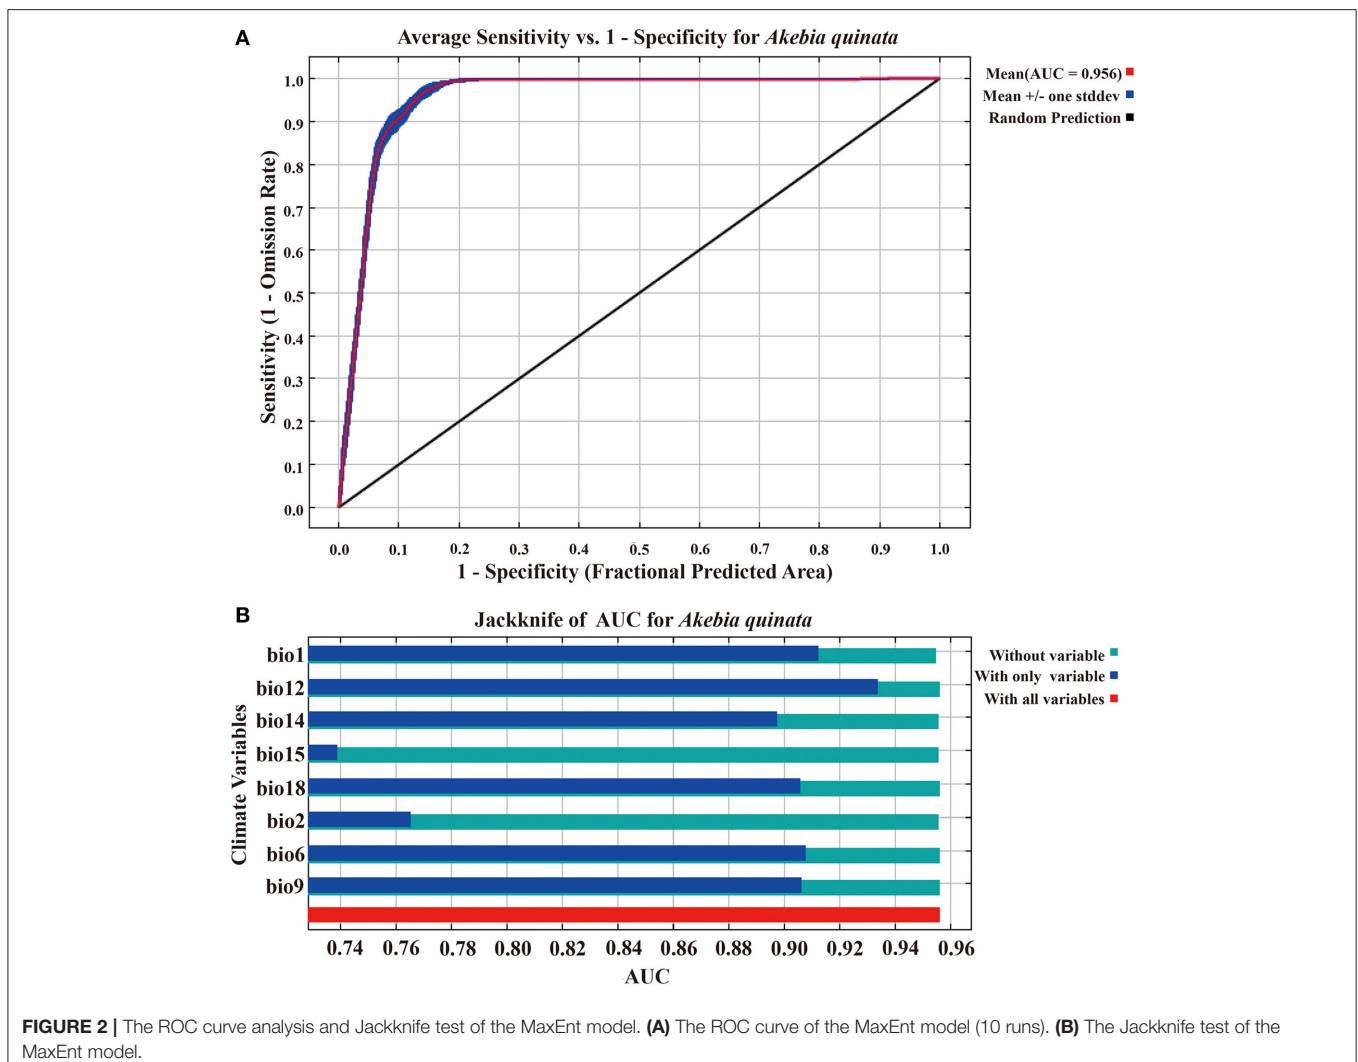 A
Average Sensitivity vs. 1 - Specificity for Akebia quinata
Mean(AUC = 0.956)
Mean +/- one stddev
Random Prediction
Sensitivity (1 - Omission Rate)
1.0
0.9
0.8
0.7
0.6
0.5
0.4
0.3
0.2
0.1
0.0
0.0 0.1 0.2 0.3 0.4 0.5 0.6 0.7 0.8 0.9 1.0
1 - Specificity (Fractional Predicted Area)
B
Jackknife of AUC for Akebia quinata
Without variable
With only variable
With all variables
Climate Variables
bio1
bio12
bio14
bio15
bio18
bio2
bio6
bio9
0.74 0.76 0.78 0.80 0.82 0.84 0.86 0.88 0.90 0.92 0.94 0.96
AUC
FIGURE 2 | The ROC curve analysis and Jackknife test of the MaxEnt model. (A) The ROC curve of the MaxEnt model (10 runs). (B) The Jackknife test of the
MaxEnt model.